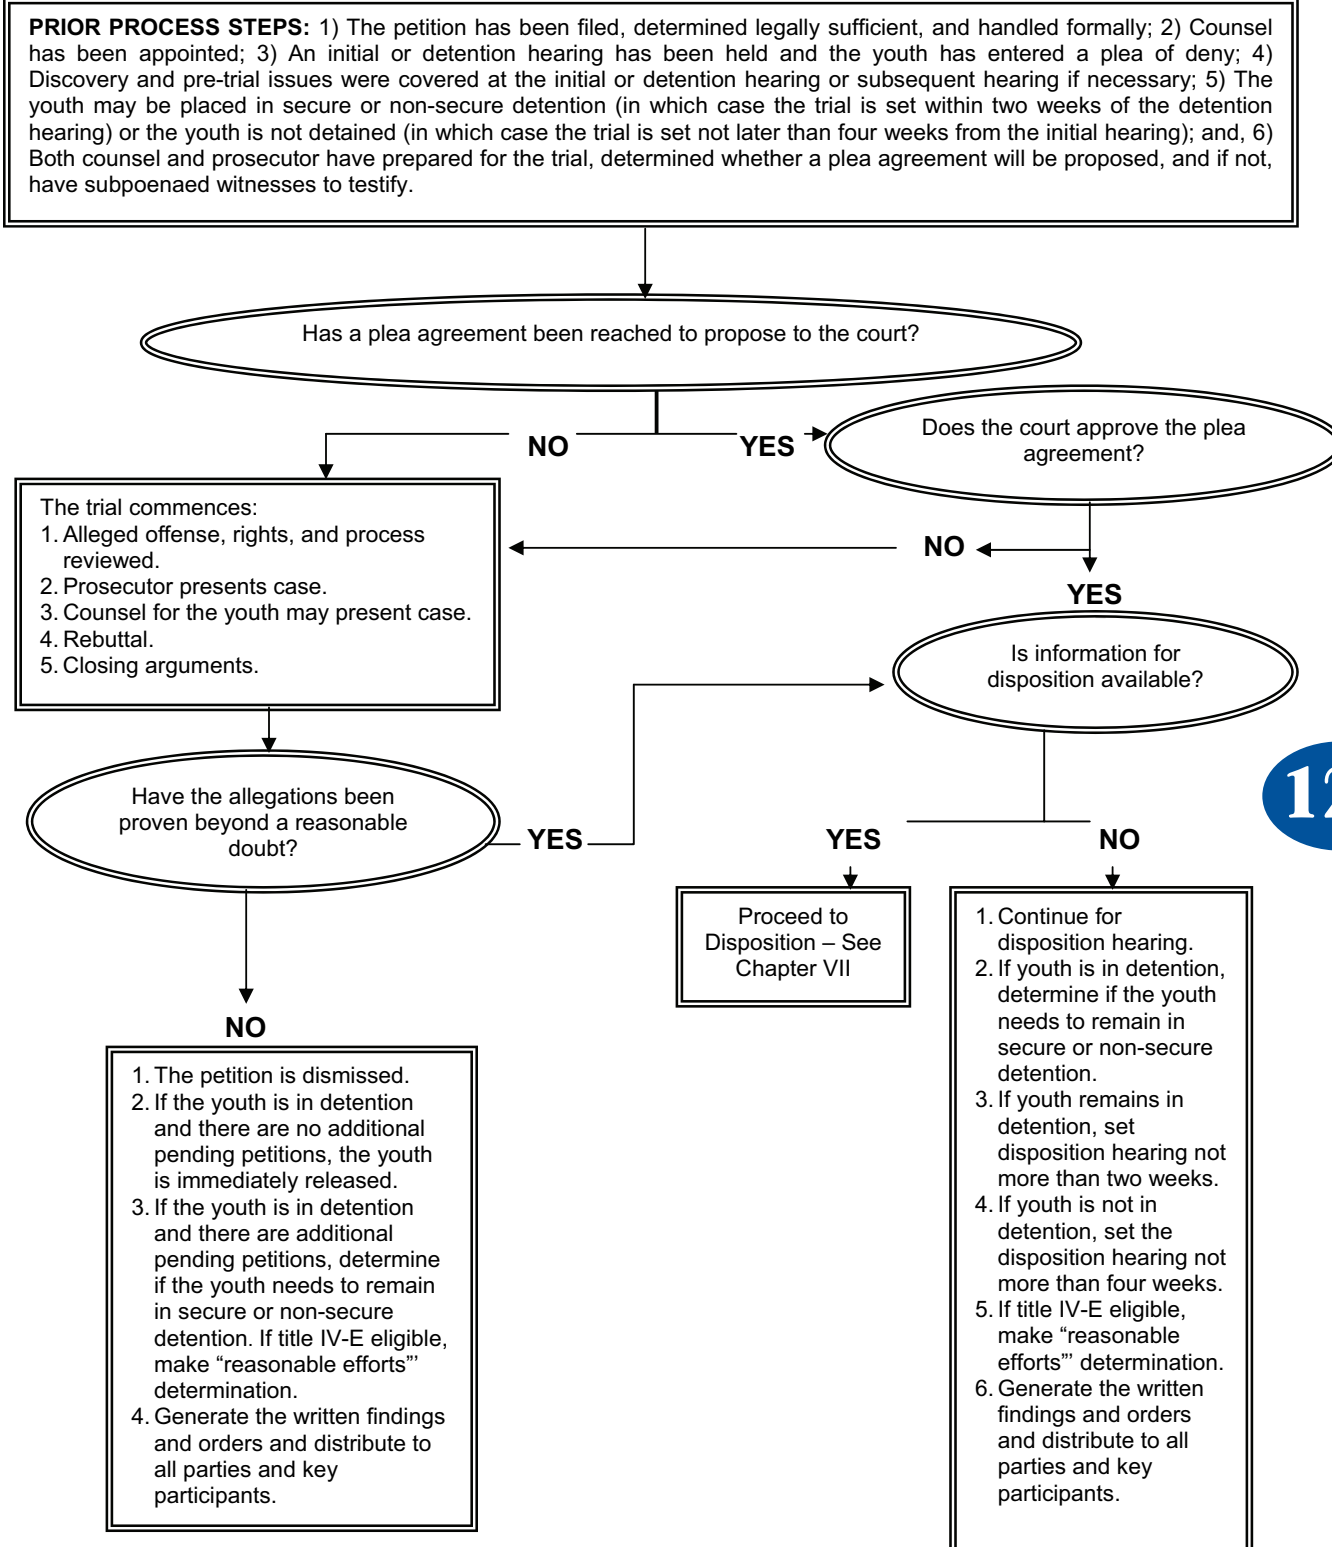 PRIOR PROCESS STEPS: 1) The petition has been filed, determined legally sufficient, and handled formally; 2) Counsel
has been appointed; 3) An initial or detention hearing has been held and the youth has entered a plea of deny; 4)
Discovery and pre-trial issues were covered at the initial or detention hearing or subsequent hearing if necessary; 5) The
youth may be placed in secure or non-secure detention (in which case the trial is set within two weeks of the detention
hearing) or the youth is not detained (in which case the trial is set not later than four weeks from the initial hearing); and, 6)
Both counsel and prosecutor have prepared for the trial, determined whether a plea agreement will be proposed, and if not,
have subpoenaed witnesses to testify.
Has a plea agreement been reached to propose to the court?
NO
YES
Does the court approve the plea
agreement?
The trial commences:
1. Alleged offense, rights, and process
reviewed.
2. Prosecutor presents case.
3. Counsel for the youth may present case.
4. Rebuttal.
5. Closing arguments.
NO
YES
Is information for
disposition available?
Have the allegations been
proven beyond a reasonable
doubt?
YES
YES
NO
12
Proceed to
Disposition – See
Chapter VII
NO
1. The petition is dismissed.
2. If the youth is in detention
and there are no additional
pending petitions, the youth
is immediately released.
3. If the youth is in detention
and there are additional
pending petitions, determine
if the youth needs to remain
in secure or non-secure
detention. If title IV-E eligible,
make “reasonable efforts”’
determination.
4. Generate the written findings
and orders and distribute to
all parties and key
participants.
1. Continue for
disposition hearing.
2. If youth is in detention,
determine if the youth
needs to remain in
secure or non-secure
detention.
3. If youth remains in
detention, set
disposition hearing not
more than two weeks.
4. If youth is not in
detention, set the
disposition hearing not
more than four weeks.
5. If title IV-E eligible,
make “reasonable
efforts”’ determination.
6. Generate the written
findings and orders
and distribute to all
parties and key
participants.